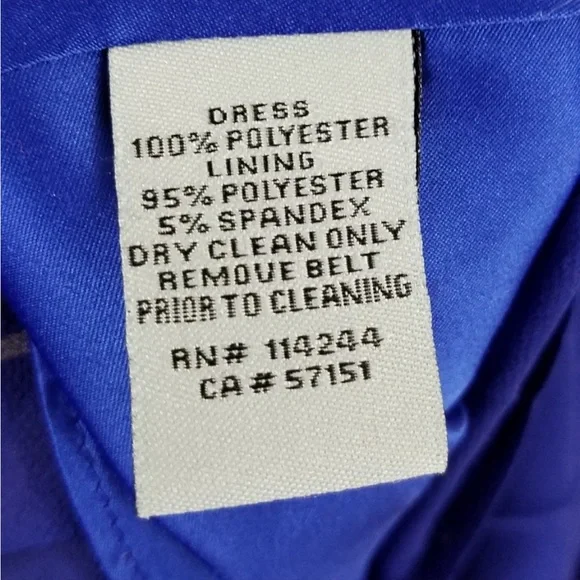 DRESS
100% POLYESTER
LINING
95% POLYESTER
5% SPANDEX
DRY CLEAN ONLY
REMOVE BELT
PRIOR TO CLEANING
RN# 114244
CA# 57151